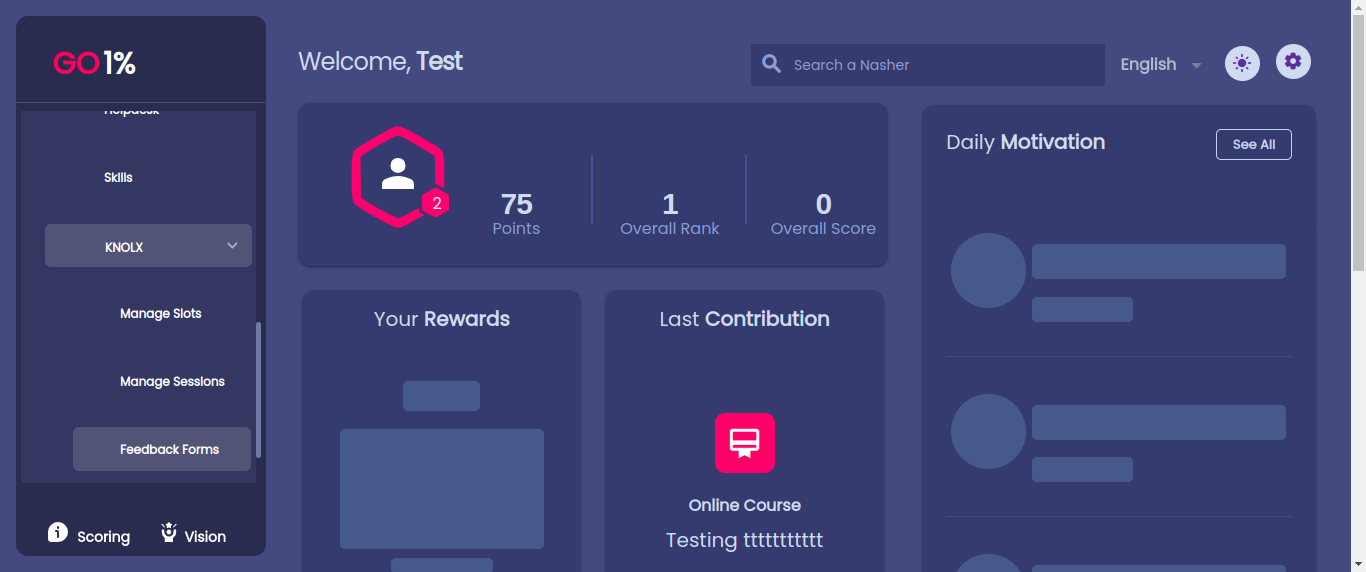 GO1%
Helpdesk
Skills
KNOLX
Manage Slots
Manage Sessions
Feedback Forms
Scoring
Vision
Welcome, Test
Search a Nasher
English
2
75
Points
1
Overall Rank
0
Overall Score
Your Rewards
Last Contribution
Online Course
Testing tttttttttt
Daily Motivation
See All